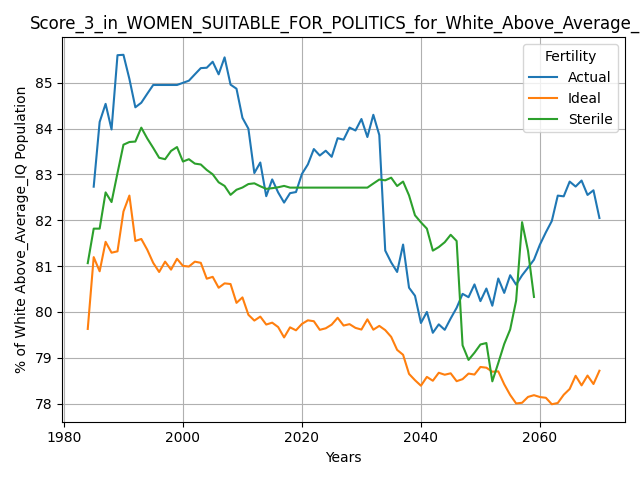 Score_3_in_WOMEN_SUITABLE_FOR_POLITICS_for_White_Above_Average_
Fertility
Actual
Ideal
Sterile
% of White Above_Average_IQ Population
85
84
83
82
81
80
79
78
1980
2000
2020
2040
2060
Years